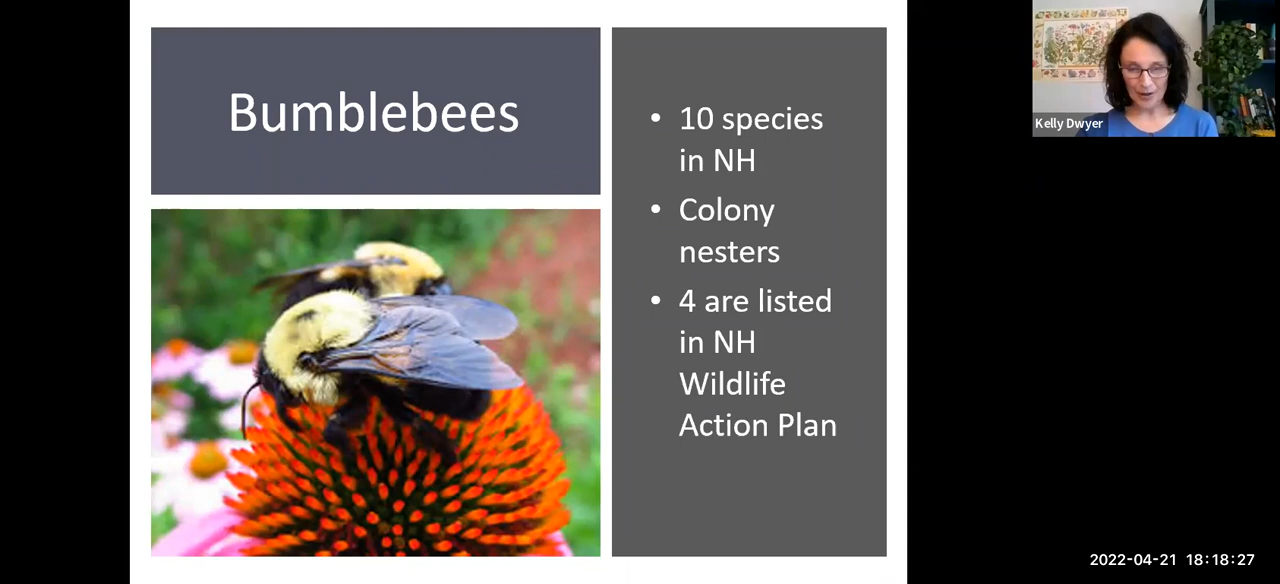 Bumblebees
• 10 species
in NH
• Colony
nesters
• 4 are listed
in NH
Wildlife
Action Plan
Kelly Dwyer
2022-04-21 18:18:27